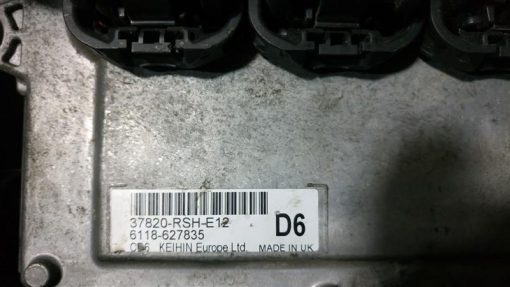 37820-RSH-E12
6118-627835
D6
KEIHIN Europe Ltd. MADE IN UK